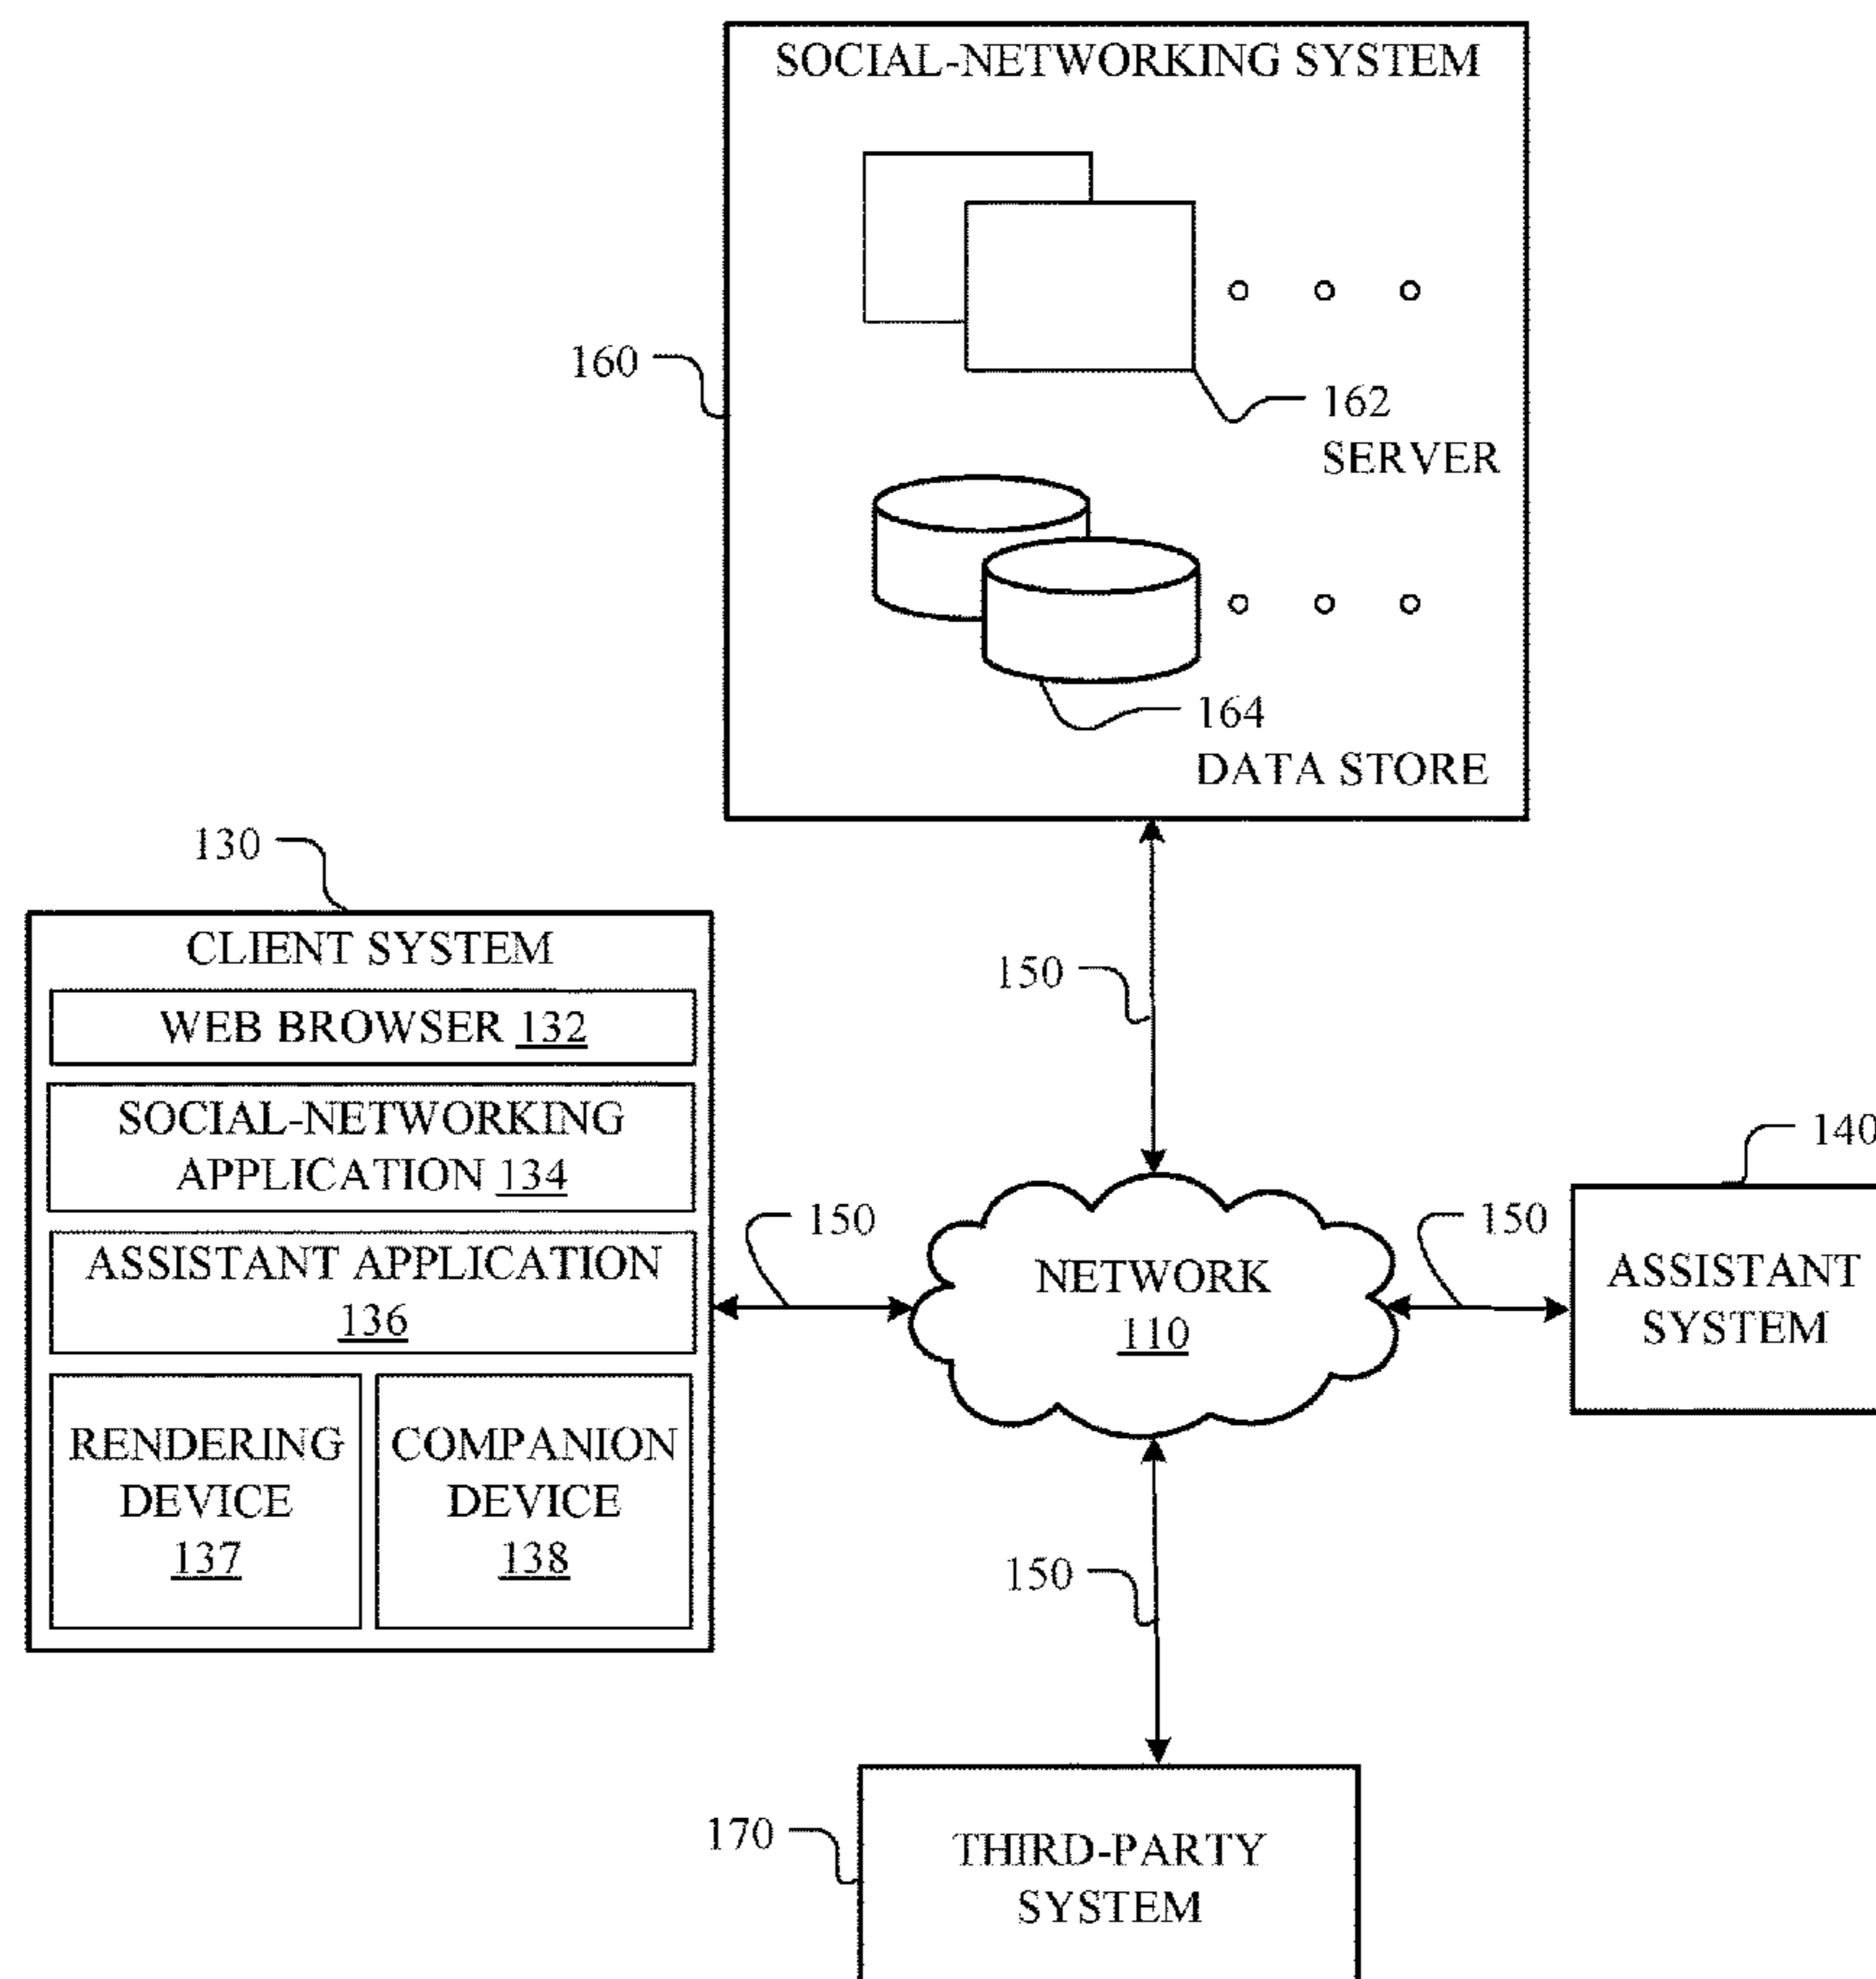 SOCIAL-NETWORKING SYSTEM
160
162
SERVER
164
DATA STORE
130
CLIENT SYSTEM
WEB BROWSER 132
SOCIAL-NETWORKING
APPLICATION 134
ASSISTANT APPLICATION
136
RENDERING
DEVICE
137
COMPANION
DEVICE
138
150
150
NETWORK
110
150
140
ASSISTANT
SYSTEM
150
170
THIRD-PARTY
SYSTEM